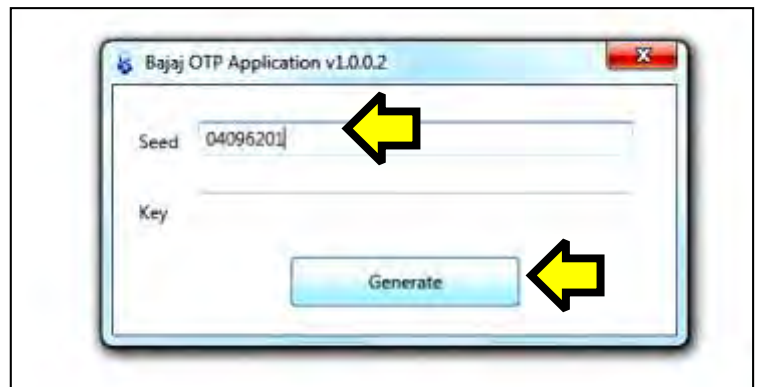 Bajaj OTP Application v1.0.0.2
Seed 04096201
Key
Generate